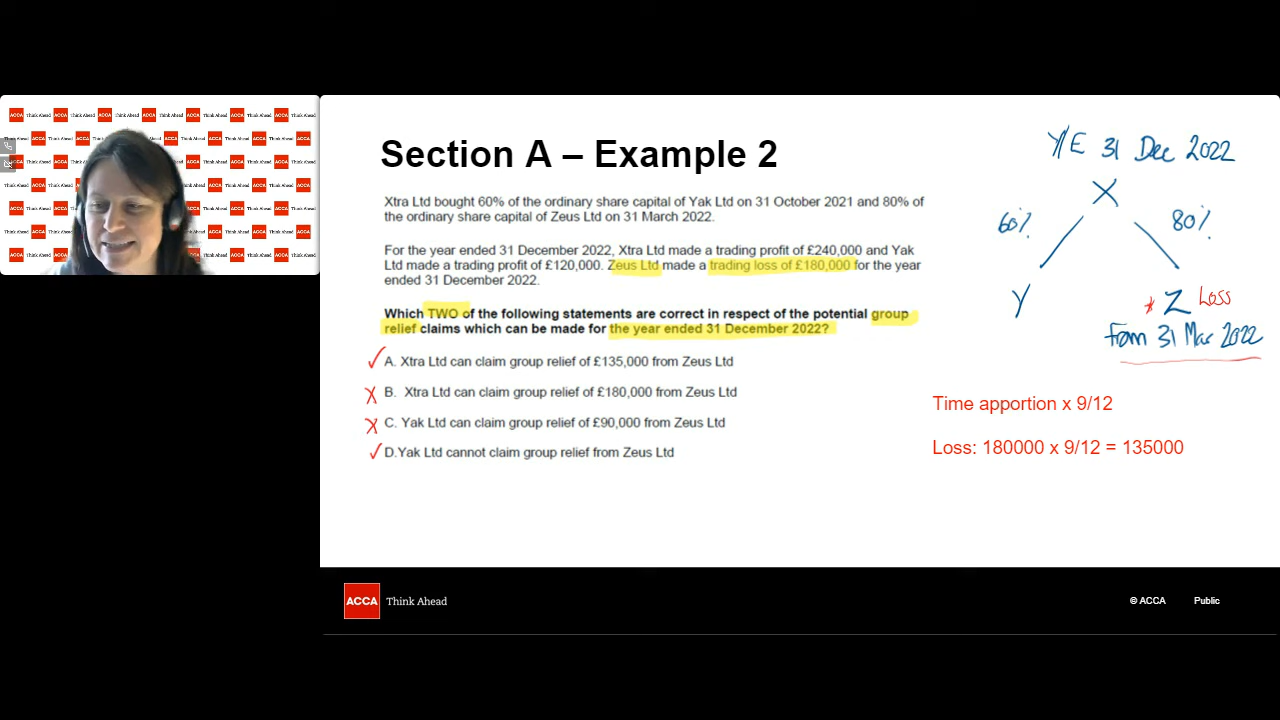 Section A – Example 2
Xtra Ltd bought 60% of the ordinary share capital of Yak Ltd on 31 October 2021 and 80% of
the ordinary share capital of Zeus Ltd on 31 March 2022.
For the year ended 31 December 2022, Xtra Ltd made a trading profit of £240,000 and Yak
Ltd made a trading profit of £120,000. Zeus Ltd made a trading loss of £180,000 for the year
ended 31 December 2022.
Which TWO of the following statements are correct in respect of the potential group
relief claims which can be made for the year ended 31 December 2022?
✓ A. Xtra Ltd can claim group relief of £135,000 from Zeus Ltd
X B. Xtra Ltd can claim group relief of £180,000 from Zeus Ltd
X C. Yak Ltd can claim group relief of £90,000 from Zeus Ltd
✓ D.Yak Ltd cannot claim group relief from Zeus Ltd
Y/E 31 Dec 2022
X
60% 80%
Y * Z Loss
from 31 Mar 2022
Time apportion x 9/12
Loss: 180000 x 9/12 = 135000
ACCA Think Ahead
© ACCA Public